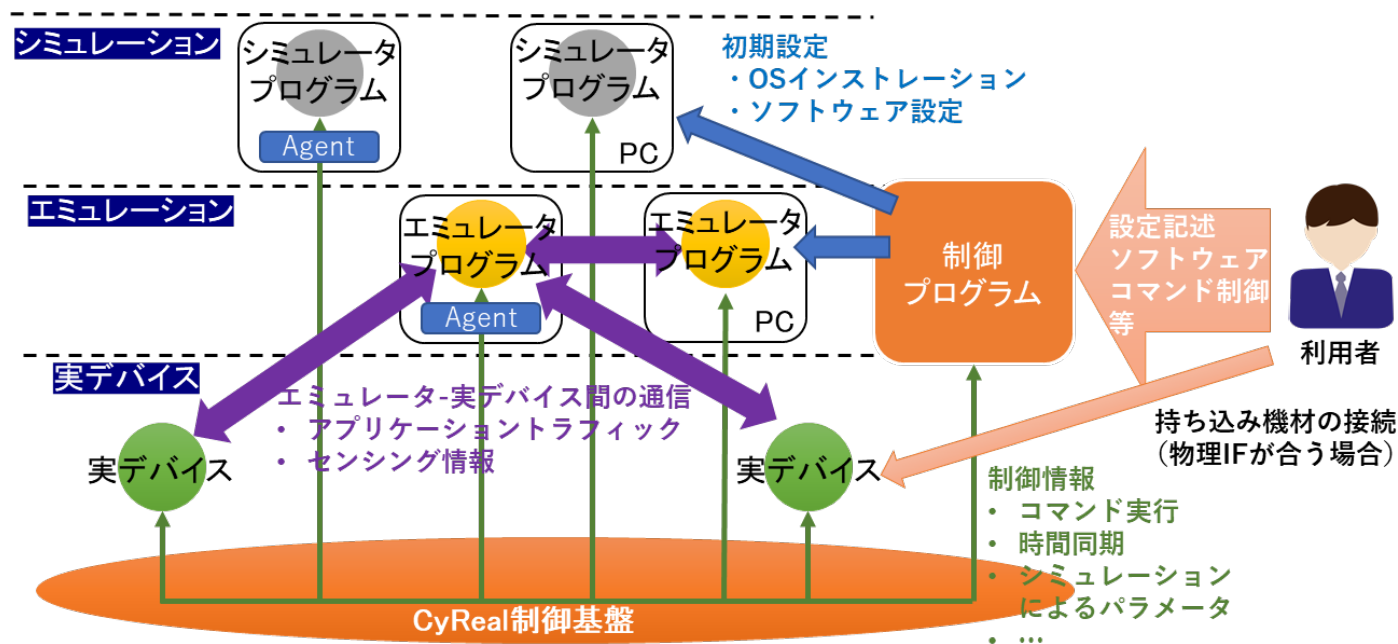 シミュレーション
シミュレータ
プログラム
Agent
シミュレータ
プログラム
PC
初期設定
・OSインストレーション
・ソフトウェア設定
エミュレーション
エミュレータ
プログラム
Agent
エミュレータ
プログラム
PC
制御
プログラム
設定記述
ソフトウェア
コマンド制御
等
利用者
実デバイス
エミュレータ-実デバイス間の通信
• アプリケーショントラフィック
• センシング情報
実デバイス
実デバイス
持ち込み機材の接続
（物理IFが合う場合）
制御情報
• コマンド実行
• 時間同期
• シミュレーション
によるパラメータ
• …
CyReal制御基盤